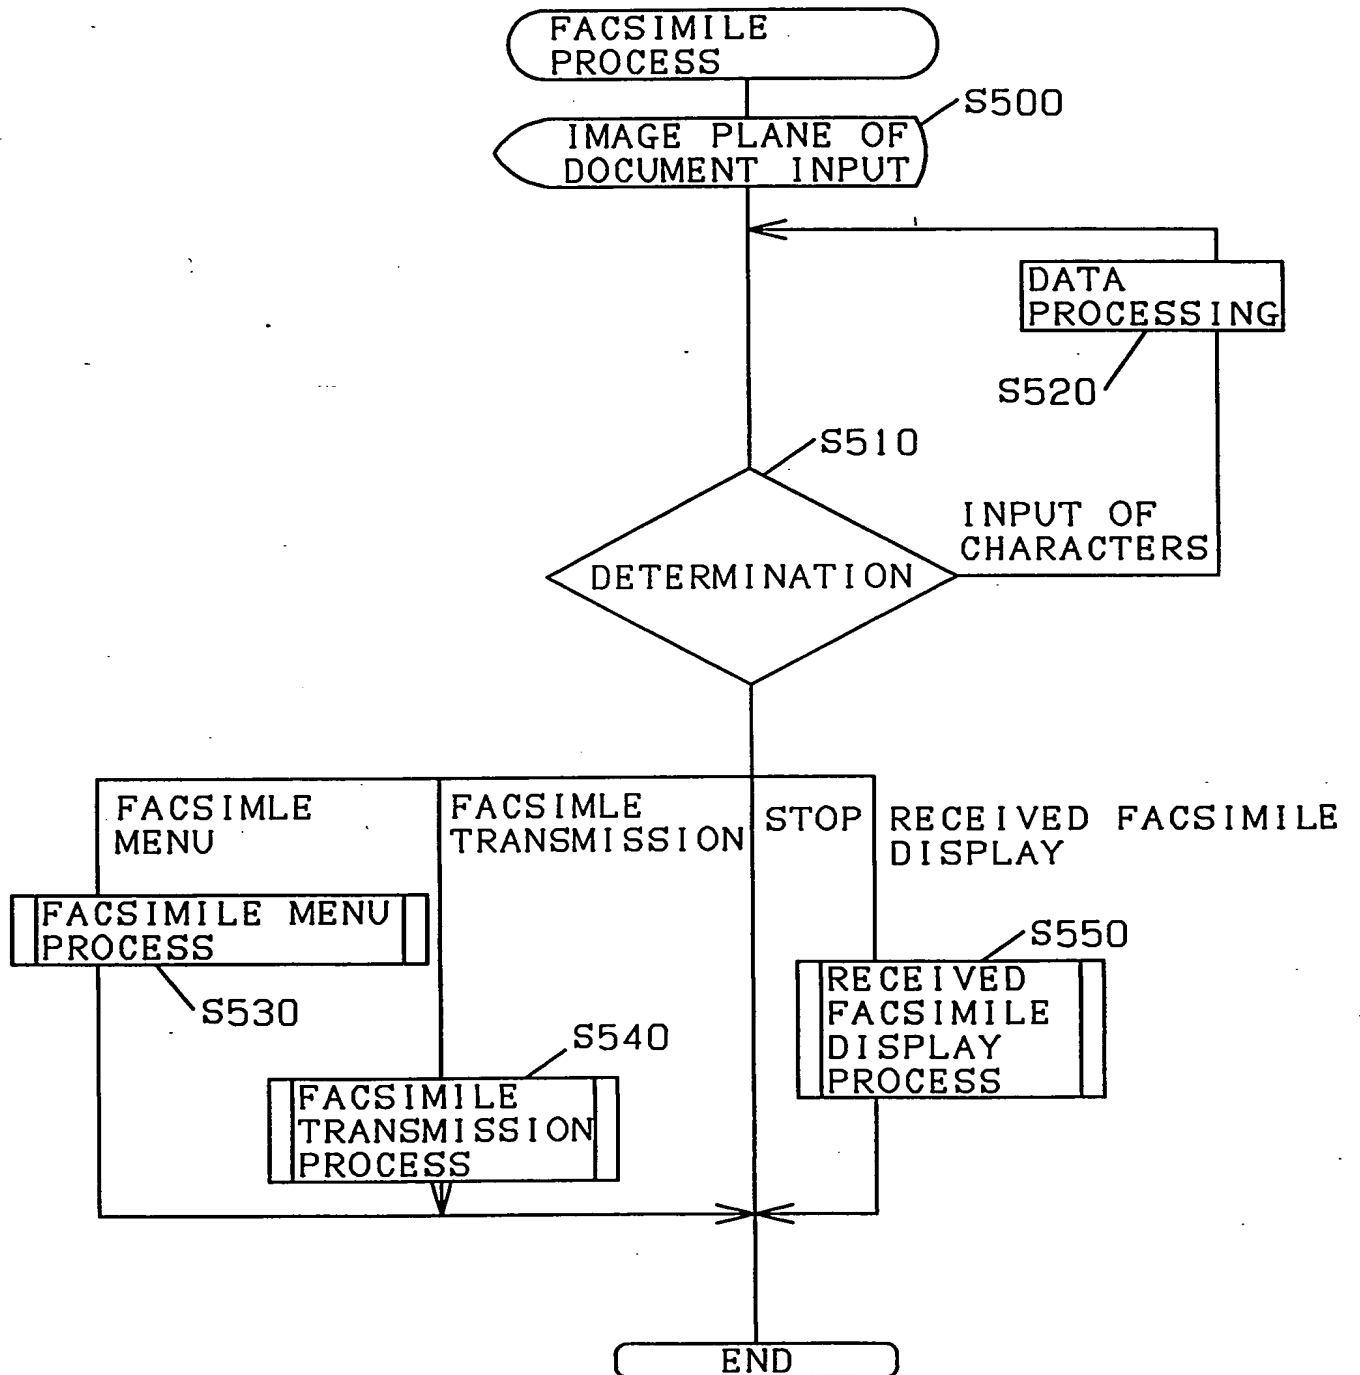 FACSIMILE
PROCESS
S500
IMAGE PLANE OF
DOCUMENT INPUT
DATA
PROCESSING
S520
S510
INPUT OF
CHARACTERS
DETERMINATION
FACSIMLE
MENU
FACSIMLE
TRANSMISSION
STOP
RECEIVED FACSIMILE
DISPLAY
FACSIMILE MENU
PROCESS
S530
S550
RECEIVED
FACSIMILE
DISPLAY
PROCESS
S540
FACSIMILE
TRANSMISSION
PROCESS
END